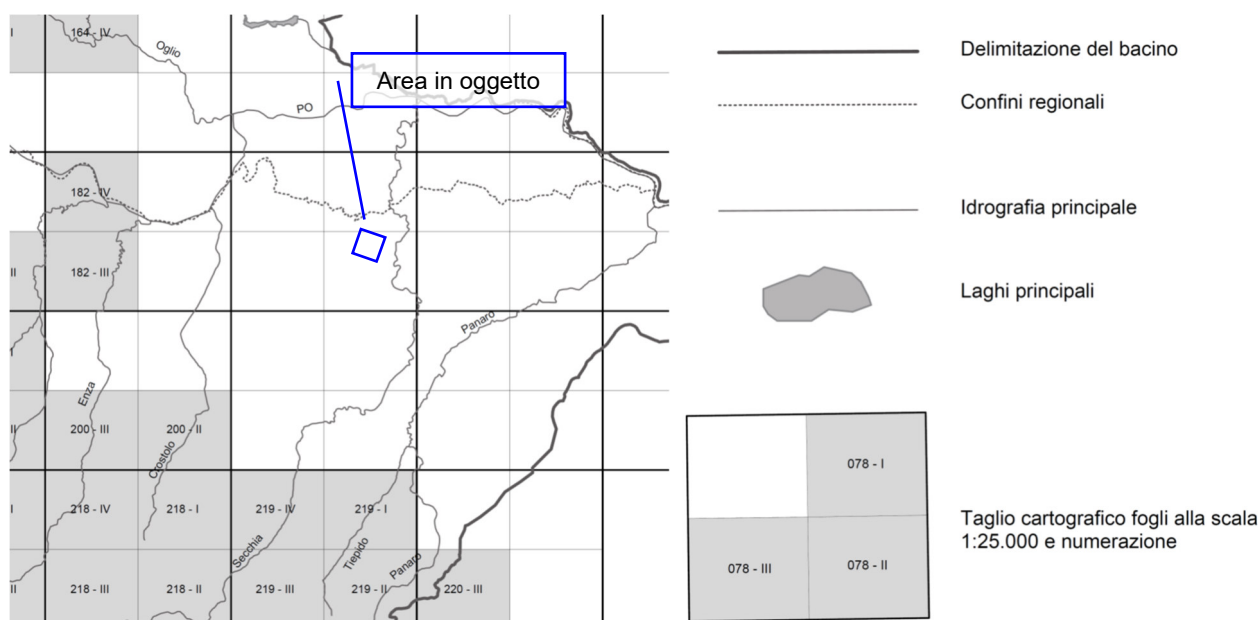 I
164 - IV
Oglio
Area in oggetto
PO
182 - IV
II
182 - III
Panaro
I
Enza
II
200 - III
200 - II
Crostolo
I
218 - IV
218 - I
219 - IV
219 - I
Secchia
Tiepido
Panaro
II
218 - III
218 - II
219 - III
219 - II
220 - III
Delimitazione del bacino
Confini regionali
Idrografia principale
Laghi principali
078 - I
078 - III
078 - II
Taglio cartografico fogli alla scala
1:25.000 e numerazione